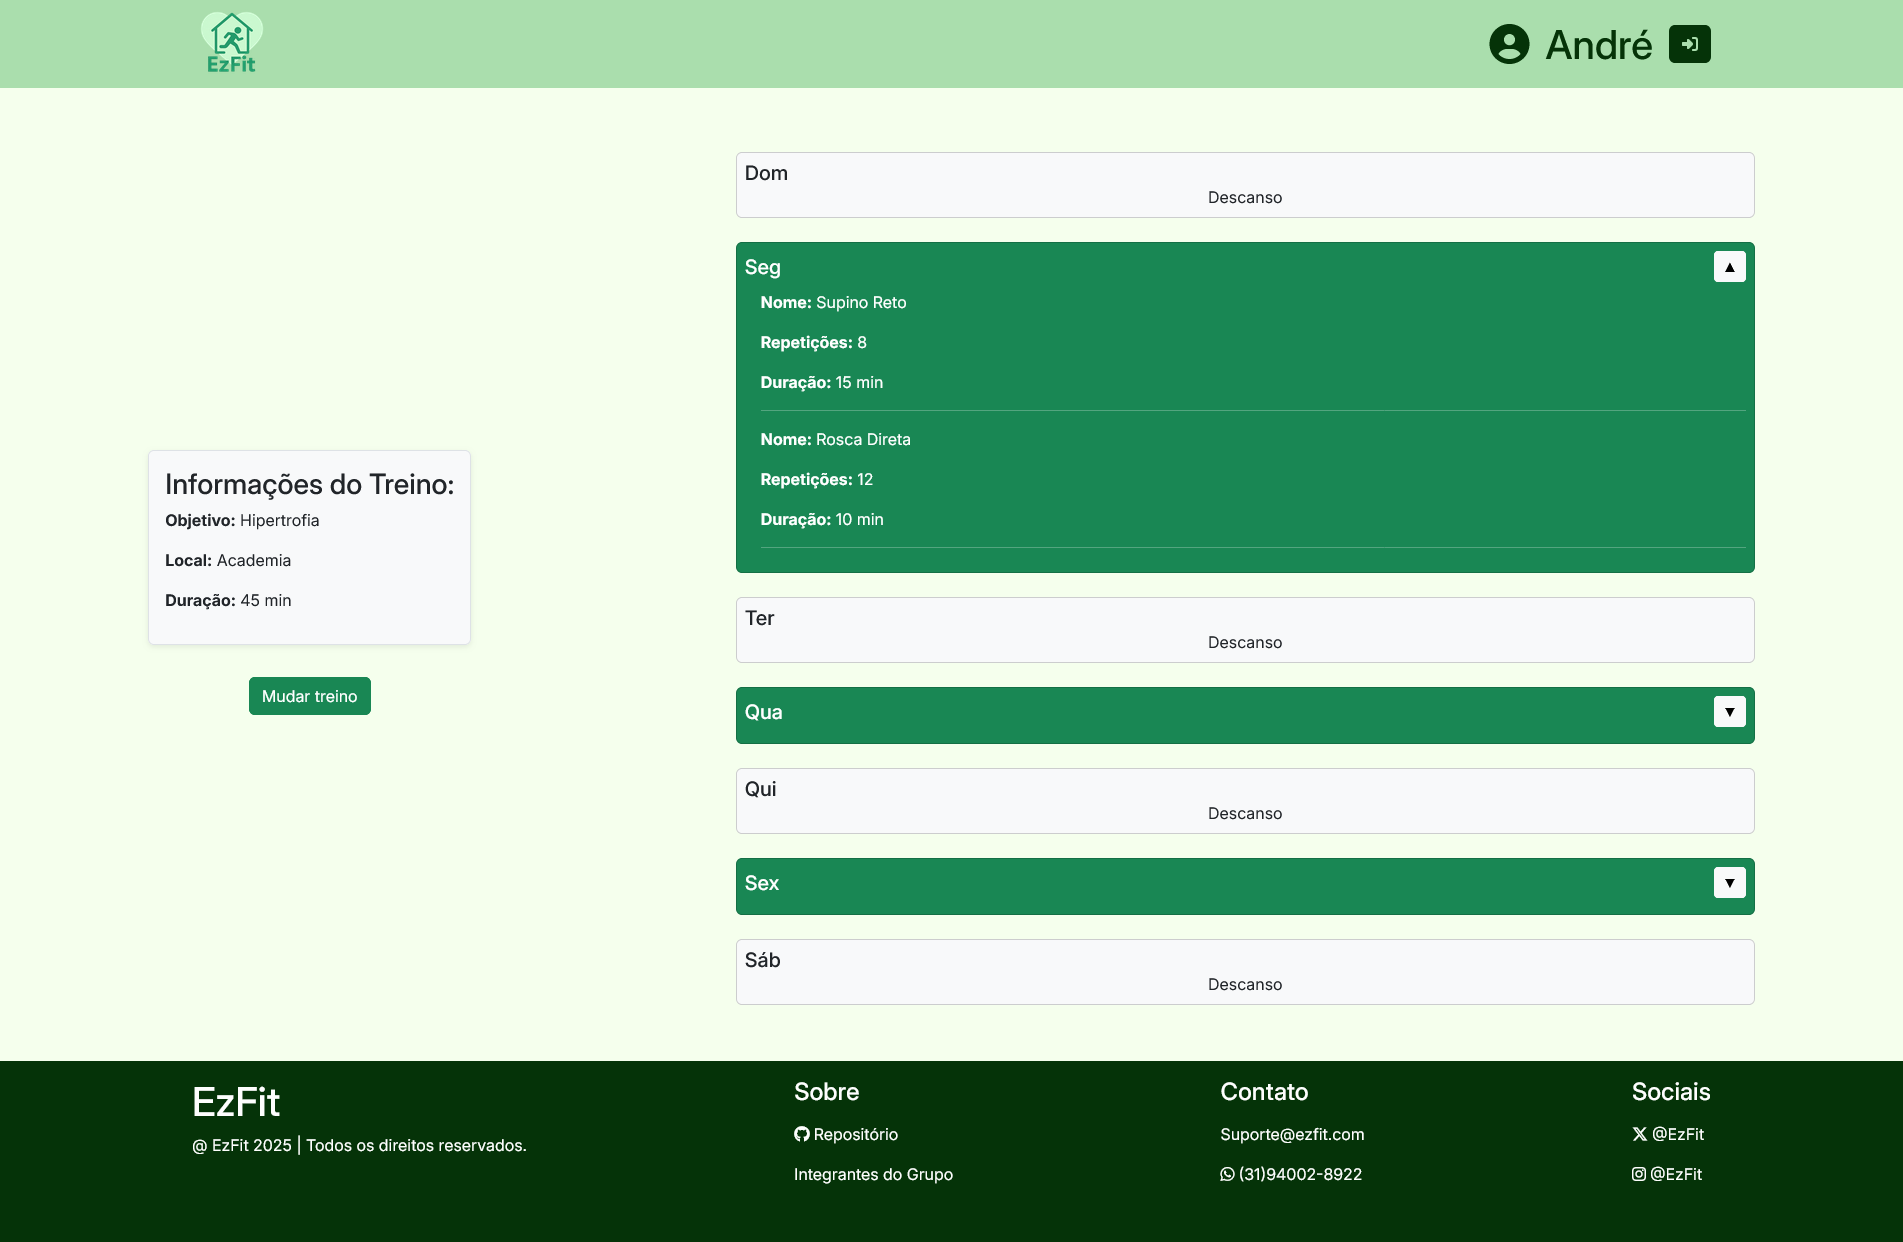 EzFit
André
Informações do Treino:
Objetivo: Hipertrofia
Local: Academia
Duração: 45 min
Mudar treino
Dom
Descanso
Seg
▲
Nome: Supino Reto
Repetições: 8
Duração: 15 min
Nome: Rosca Direta
Repetições: 12
Duração: 10 min
Ter
Descanso
Qua
▼
Qui
Descanso
Sex
▼
Sáb
Descanso
EzFit
@ EzFit 2025 | Todos os direitos reservados.
Sobre
Repositório
Integrantes do Grupo
Contato
Suporte@ezfit.com
(31)94002-8922
Sociais
@EzFit
@EzFit